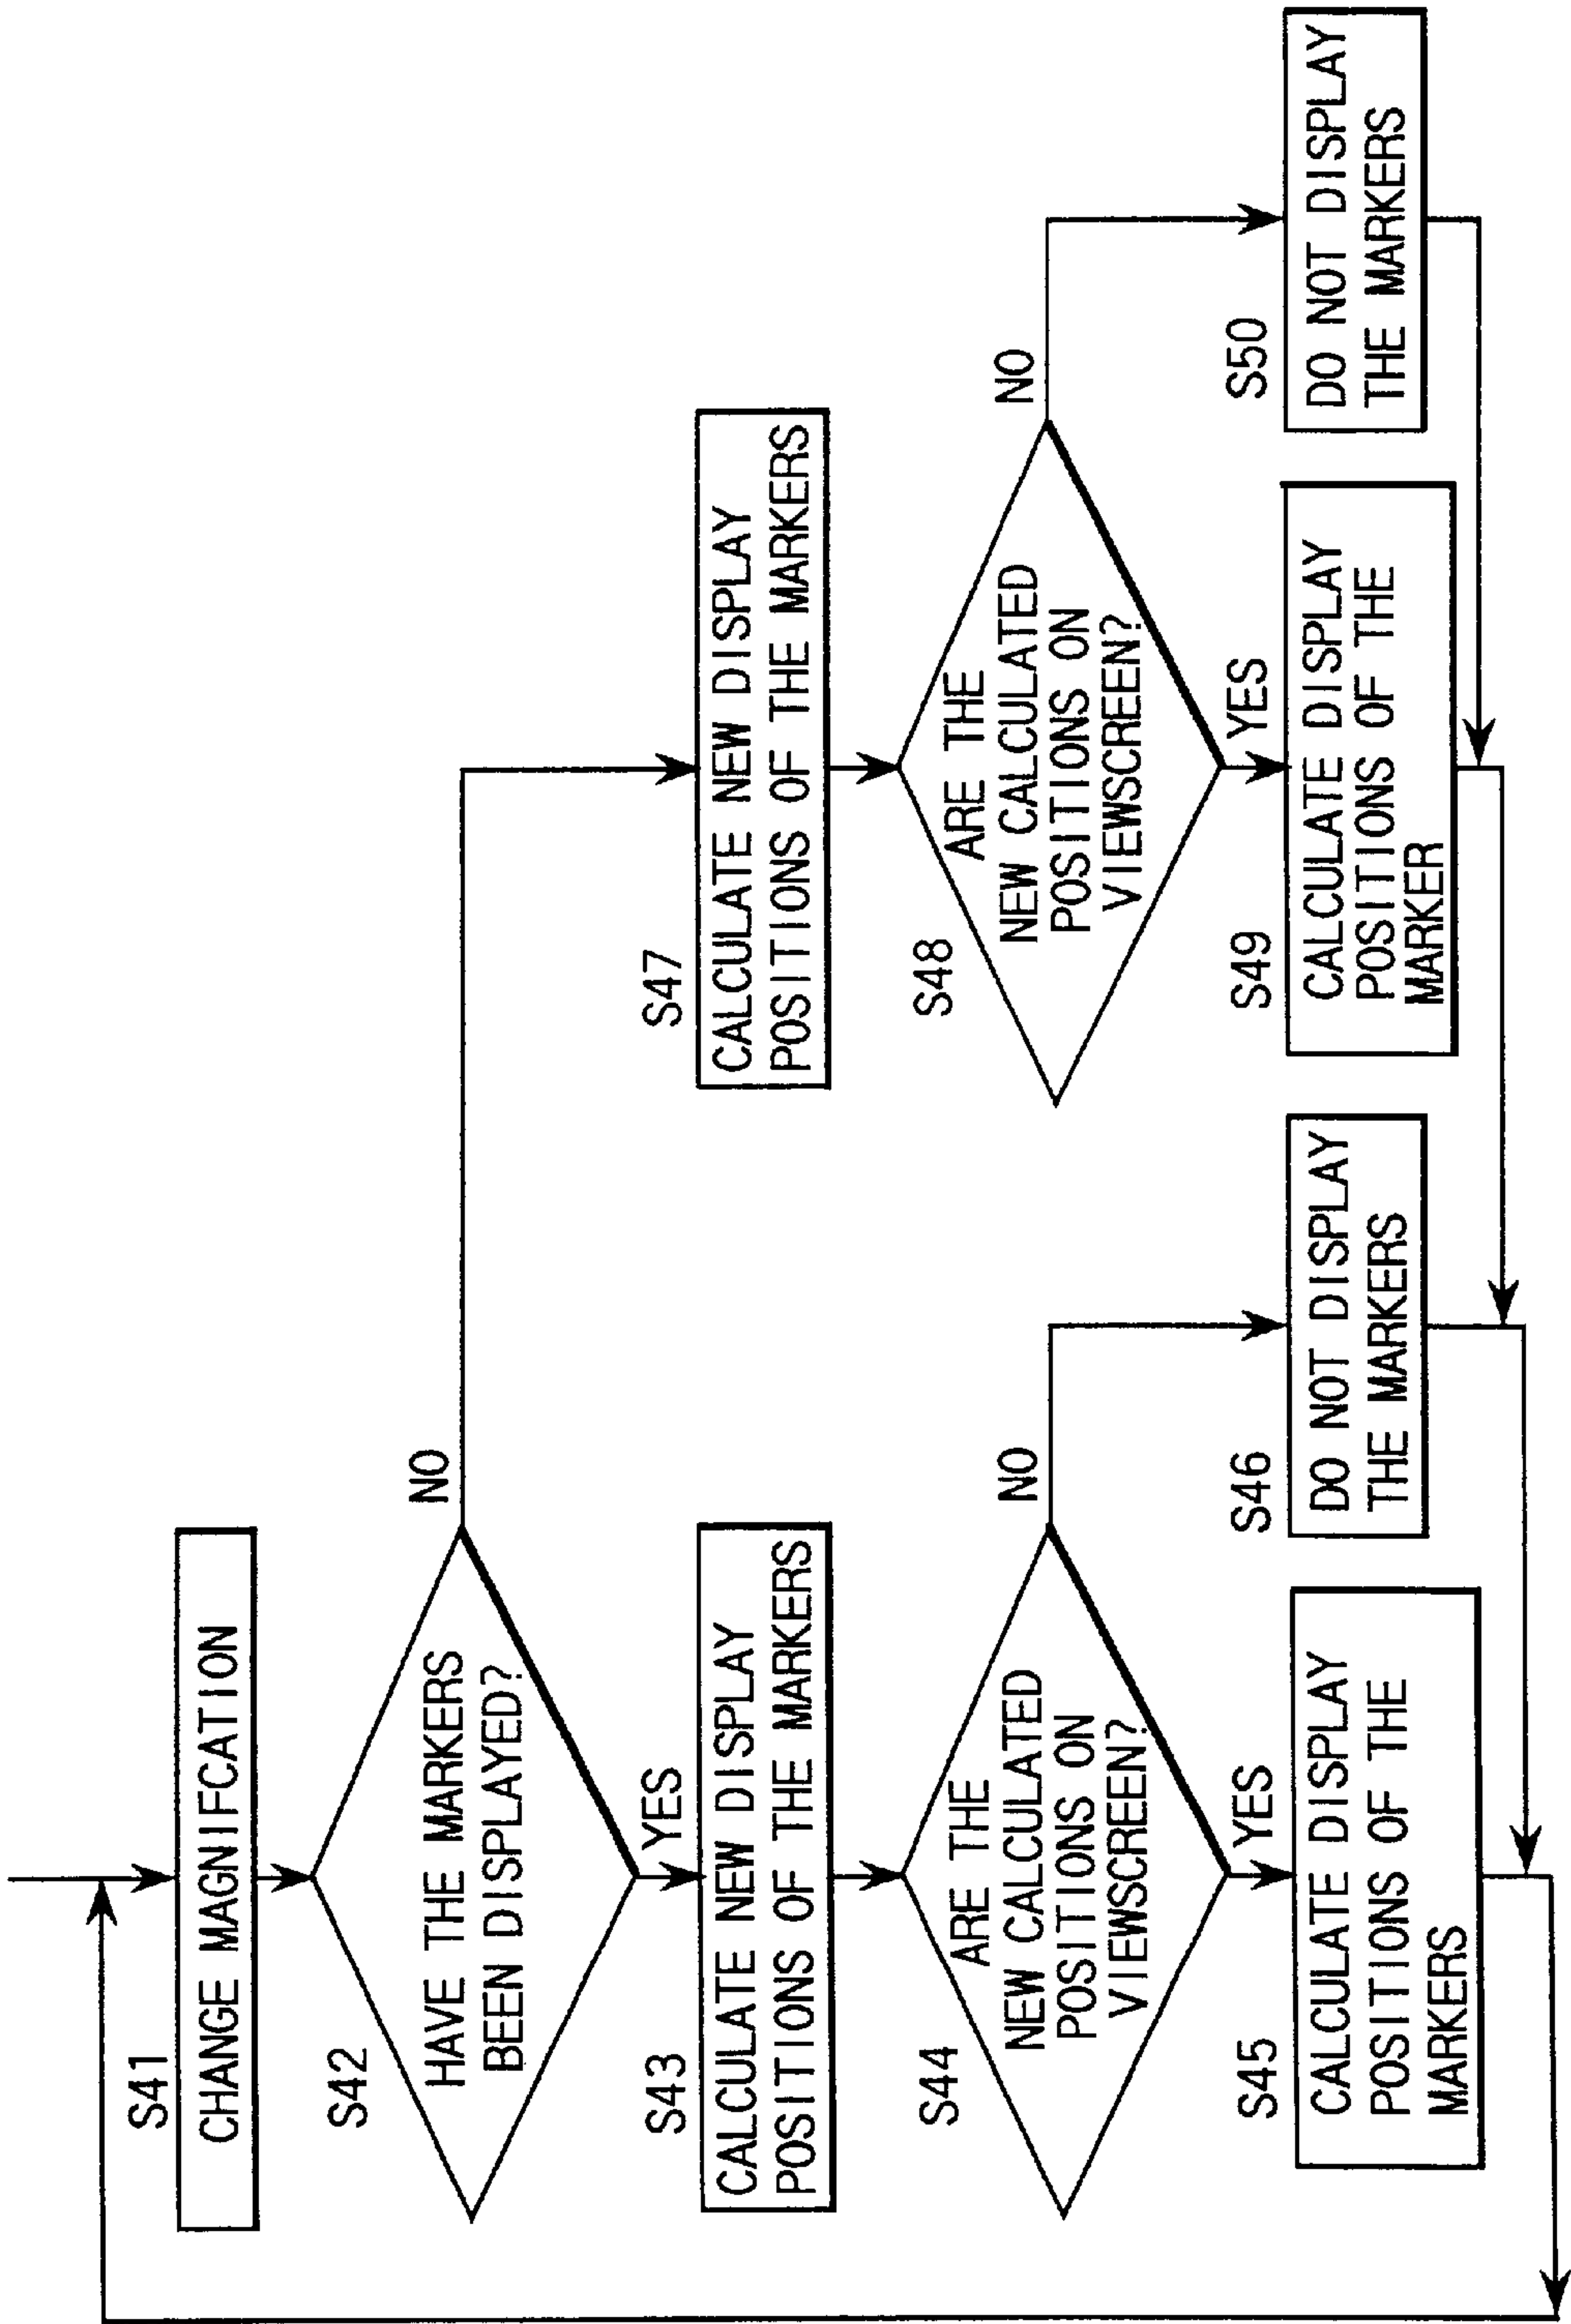 S41
CHANGE MAGNIFCATION
S42
HAVE THE MARKERS
BEEN DISPLAYED?
NO
YES
S43
CALCULATE NEW DISPLAY
POSITIONS OF THE MARKERS
S44
ARE THE
NEW CALCULATED
POSITIONS ON
VIEWSCREEN?
NO
YES
S45
CALCULATE DISPLAY
POSITIONS OF THE
MARKERS
S46
DO NOT DISPLAY
THE MARKERS
S47
CALCULATE NEW DISPLAY
POSITIONS OF THE MARKERS
S48
ARE THE
NEW CALCULATED
POSITIONS ON
VIEWSCREEN?
NO
YES
S49
CALCULATE DISPLAY
POSITIONS OF THE
MARKER
S50
DO NOT DISPLAY
THE MARKERS